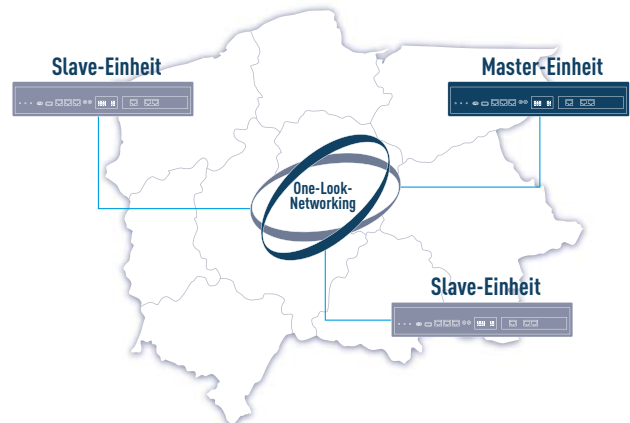 Slave-Einheit
Master-Einheit
One-Look-
Networking
Slave-Einheit